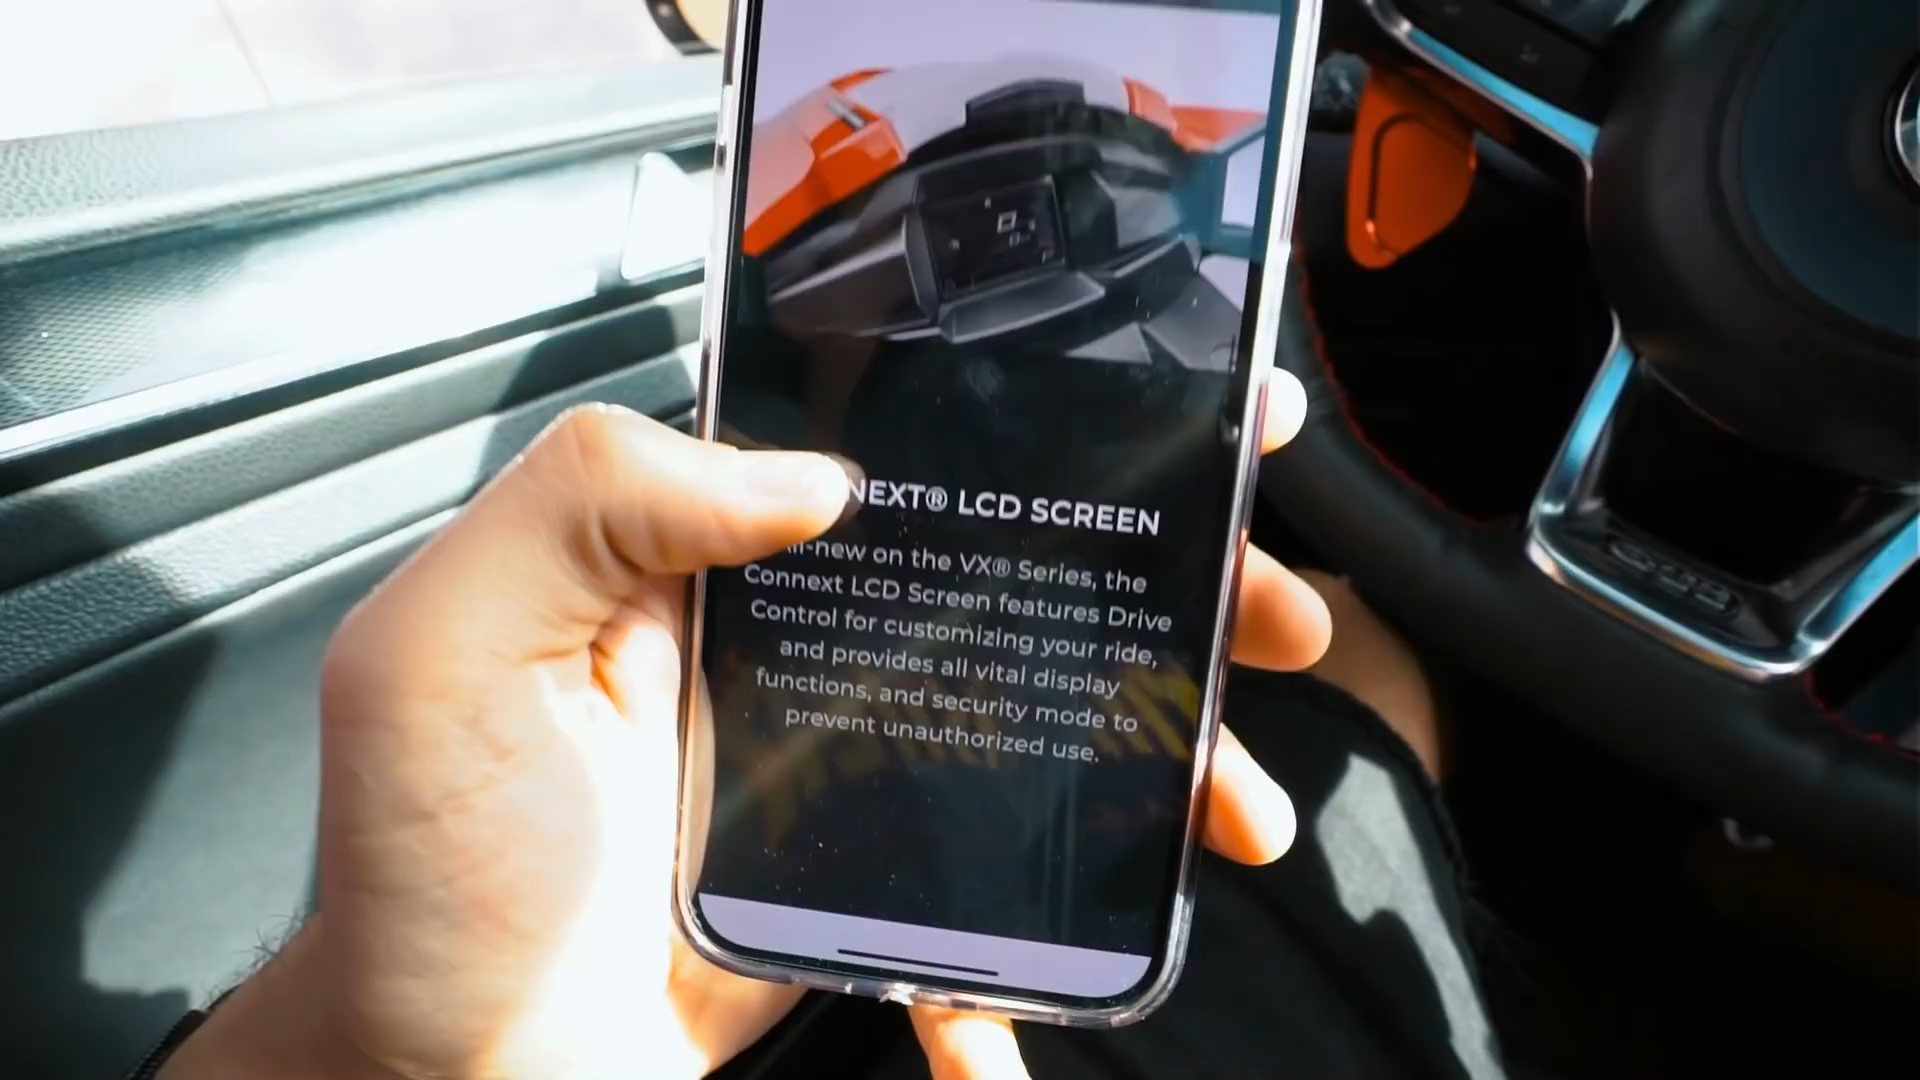 NEXT® LCD SCREEN
All-new on the VX® Series, the
Connext LCD Screen features Drive
Control for customizing your ride,
and provides all vital display
functions, and security mode to
prevent unauthorized use.